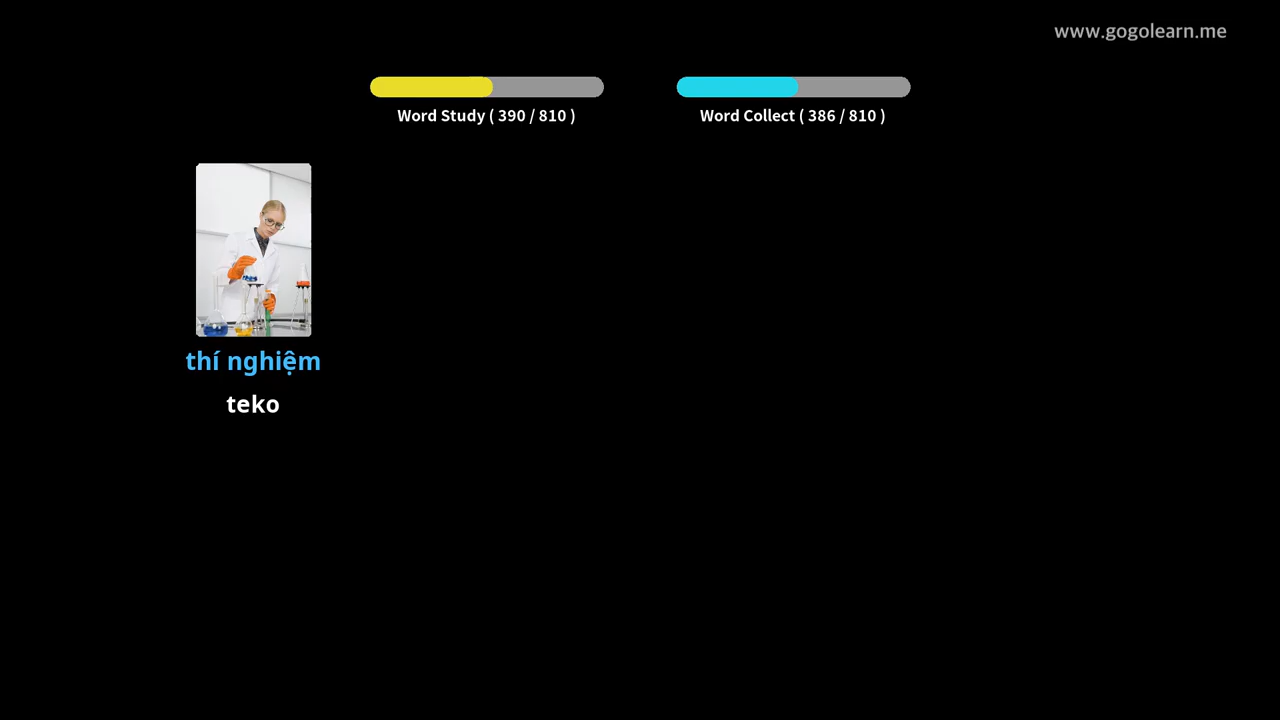 www.gogolearn.me
Word Study ( 390 / 810 )
Word Collect ( 386 / 810 )
thí nghiệm
teko